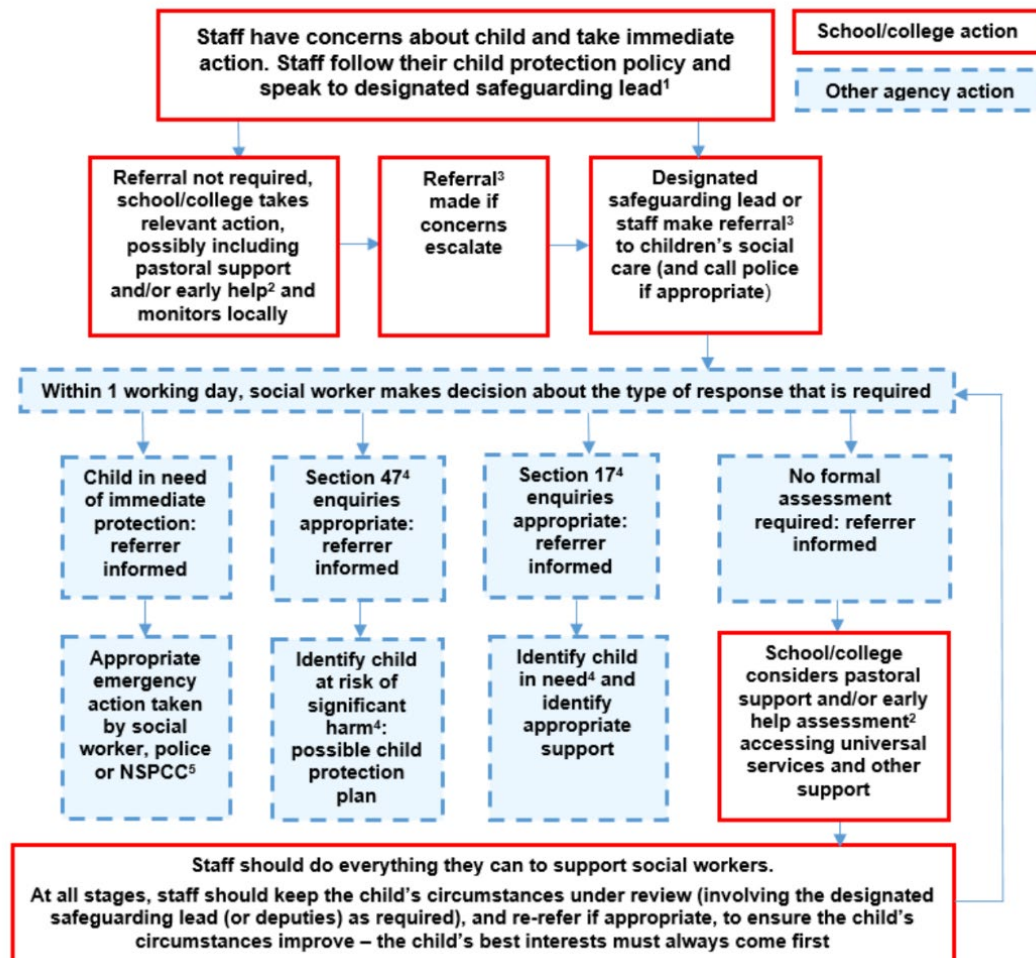 Staff have concerns about child and take immediate
action. Staff follow their child protection policy and
speak to designated safeguarding lead¹
School/college action
Other agency action
Referral not required,
school/college takes
relevant action,
possibly including
pastoral support
and/or early help² and
monitors locally
Referral³
made if
concerns
escalate
Designated
safeguarding lead or
staff make referral³
to children's social
care (and call police
if appropriate)
Within 1 working day, social worker makes decision about the type of response that is required
Child in need
of immediate
protection:
referrer
informed
Section 47⁴
enquiries
appropriate:
referrer
informed
Section 17⁴
enquiries
appropriate:
referrer
informed
No formal
assessment
required: referrer
informed
Appropriate
emergency
action taken
by social
worker, police
or NSPCC⁵
Identify child
at risk of
significant
harm⁴:
possible child
protection
plan
Identify child
in need⁴ and
identify
appropriate
support
School/college
considers pastoral
support and/or early
help assessment²
accessing universal
services and other
support
Staff should do everything they can to support social workers.
At all stages, staff should keep the child's circumstances under review (involving the designated
safeguarding lead (or deputies) as required), and re-refer if appropriate, to ensure the child's
circumstances improve – the child's best interests must always come first